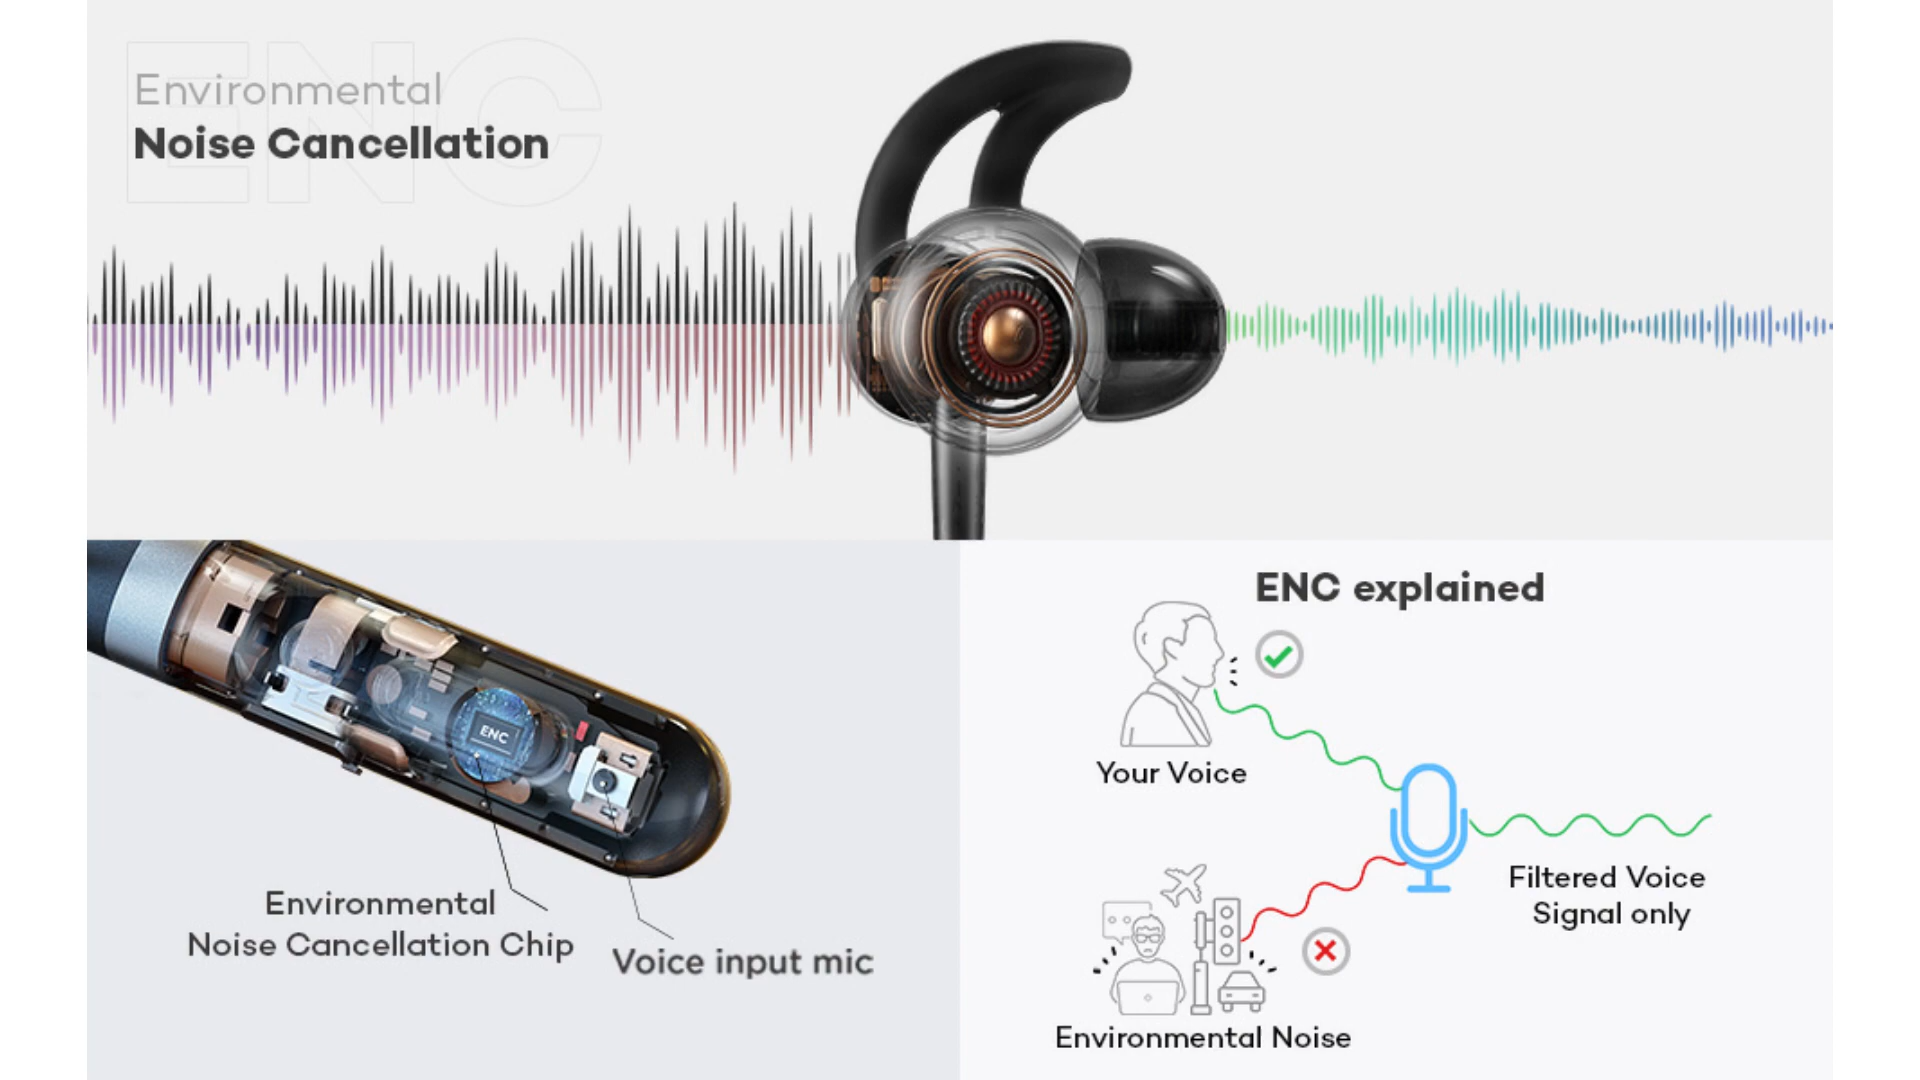 ENC
Environmental
Noise Cancellation
ENC
Environmental
Noise Cancellation Chip
Voice input mic
ENC explained
Your Voice
Filtered Voice
Signal only
Environmental Noise